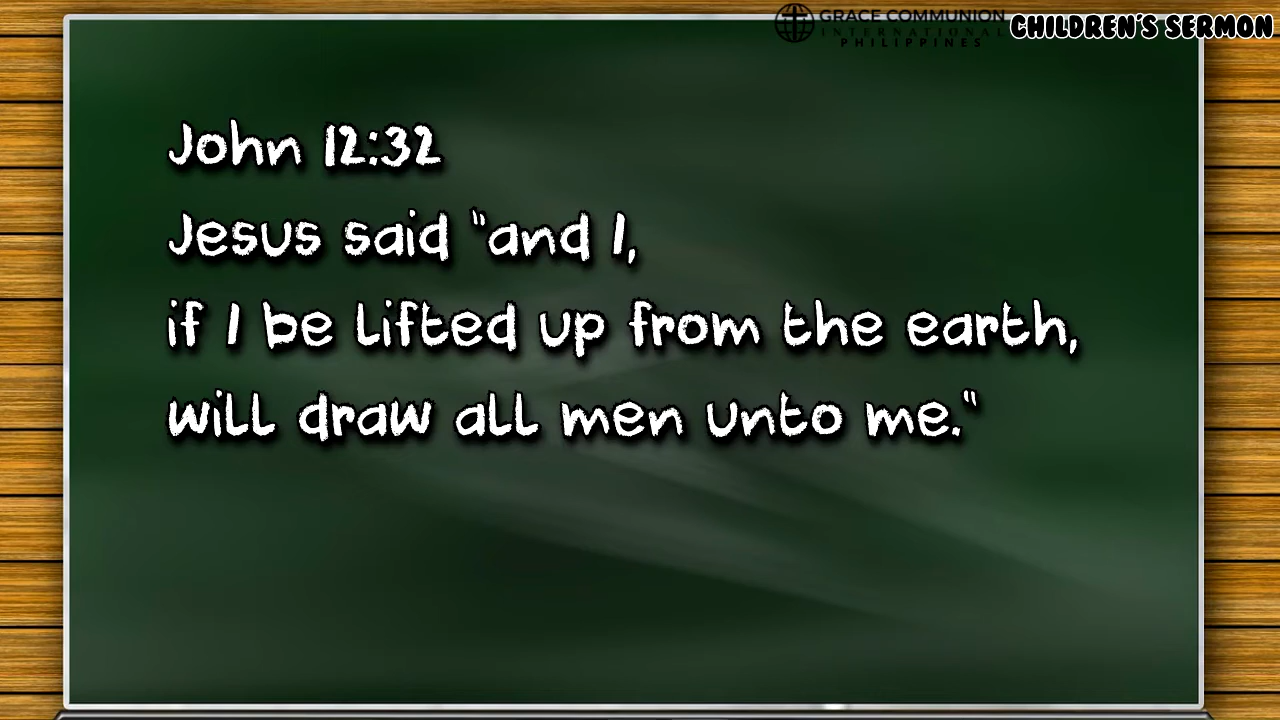 GRACE COMMUNION
INTERNATIONAL
PHILIPPINES
CHILDREN'S SERMON
John 12:32
Jesus said "and I,
if I be lifted up from the earth,
will draw all men unto me."